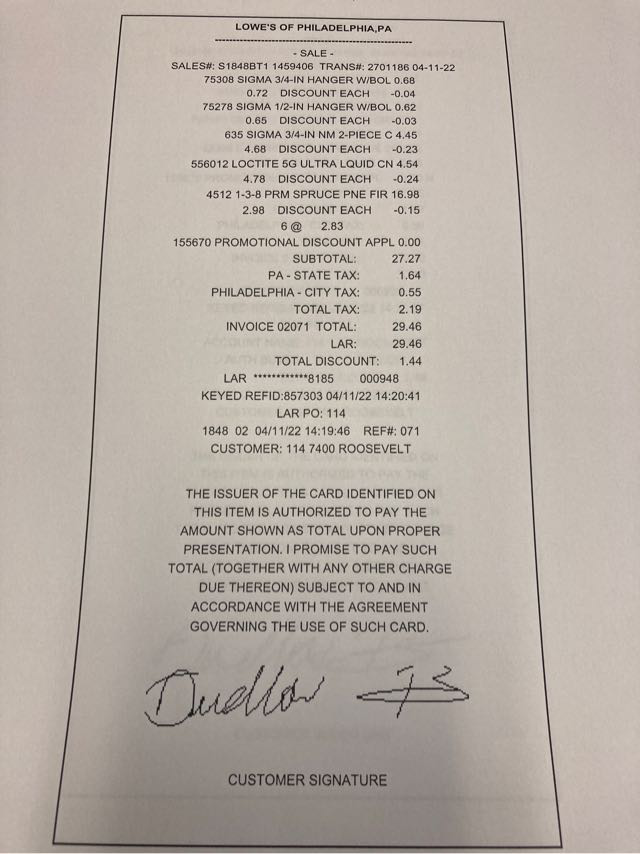 LOWE'S OF PHILADELPHIA,PA
--------------------------------------------------
- SALE -
SALES#: S1848BT1 1459406 TRANS#: 2701186 04-11-22
75308 SIGMA 3/4-IN HANGER W/BOL 0.68
0.72 DISCOUNT EACH -0.04
75278 SIGMA 1/2-IN HANGER W/BOL 0.62
0.65 DISCOUNT EACH -0.03
635 SIGMA 3/4-IN NM 2-PIECE C 4.45
4.68 DISCOUNT EACH -0.23
556012 LOCTITE 5G ULTRA LQUID CN 4.54
4.78 DISCOUNT EACH -0.24
4512 1-3-8 PRM SPRUCE PNE FIR 16.98
2.98 DISCOUNT EACH -0.15
6 @ 2.83
155670 PROMOTIONAL DISCOUNT APPL 0.00
SUBTOTAL: 27.27
PA - STATE TAX: 1.64
PHILADELPHIA - CITY TAX: 0.55
TOTAL TAX: 2.19
INVOICE 02071 TOTAL: 29.46
LAR: 29.46
TOTAL DISCOUNT: 1.44
LAR ************8185 000948
KEYED REFID:857303 04/11/22 14:20:41
LAR PO: 114
1848 02 04/11/22 14:19:46 REF#: 071
CUSTOMER: 114 7400 ROOSEVELT
THE ISSUER OF THE CARD IDENTIFIED ON
THIS ITEM IS AUTHORIZED TO PAY THE
AMOUNT SHOWN AS TOTAL UPON PROPER
PRESENTATION. I PROMISE TO PAY SUCH
TOTAL (TOGETHER WITH ANY OTHER CHARGE
DUE THEREON) SUBJECT TO AND IN
ACCORDANCE WITH THE AGREEMENT
GOVERNING THE USE OF SUCH CARD.
CUSTOMER SIGNATURE